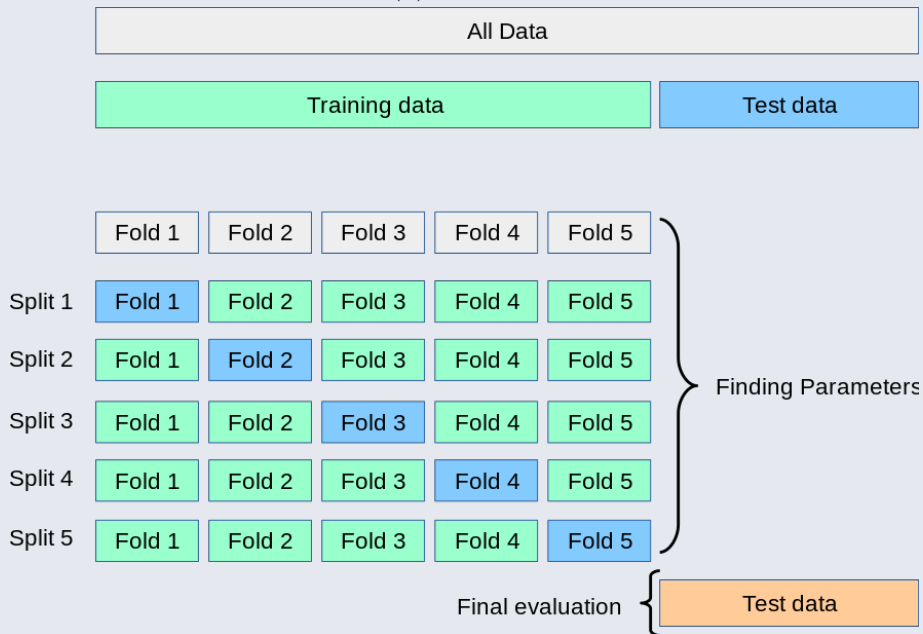 All Data
Training data Test data
Fold 1 Fold 2 Fold 3 Fold 4 Fold 5
Split 1 Fold 1 Fold 2 Fold 3 Fold 4 Fold 5
Split 2 Fold 1 Fold 2 Fold 3 Fold 4 Fold 5
Finding Parameters
Split 3 Fold 1 Fold 2 Fold 3 Fold 4 Fold 5
Split 4 Fold 1 Fold 2 Fold 3 Fold 4 Fold 5
Split 5 Fold 1 Fold 2 Fold 3 Fold 4 Fold 5
Final evaluation Test data